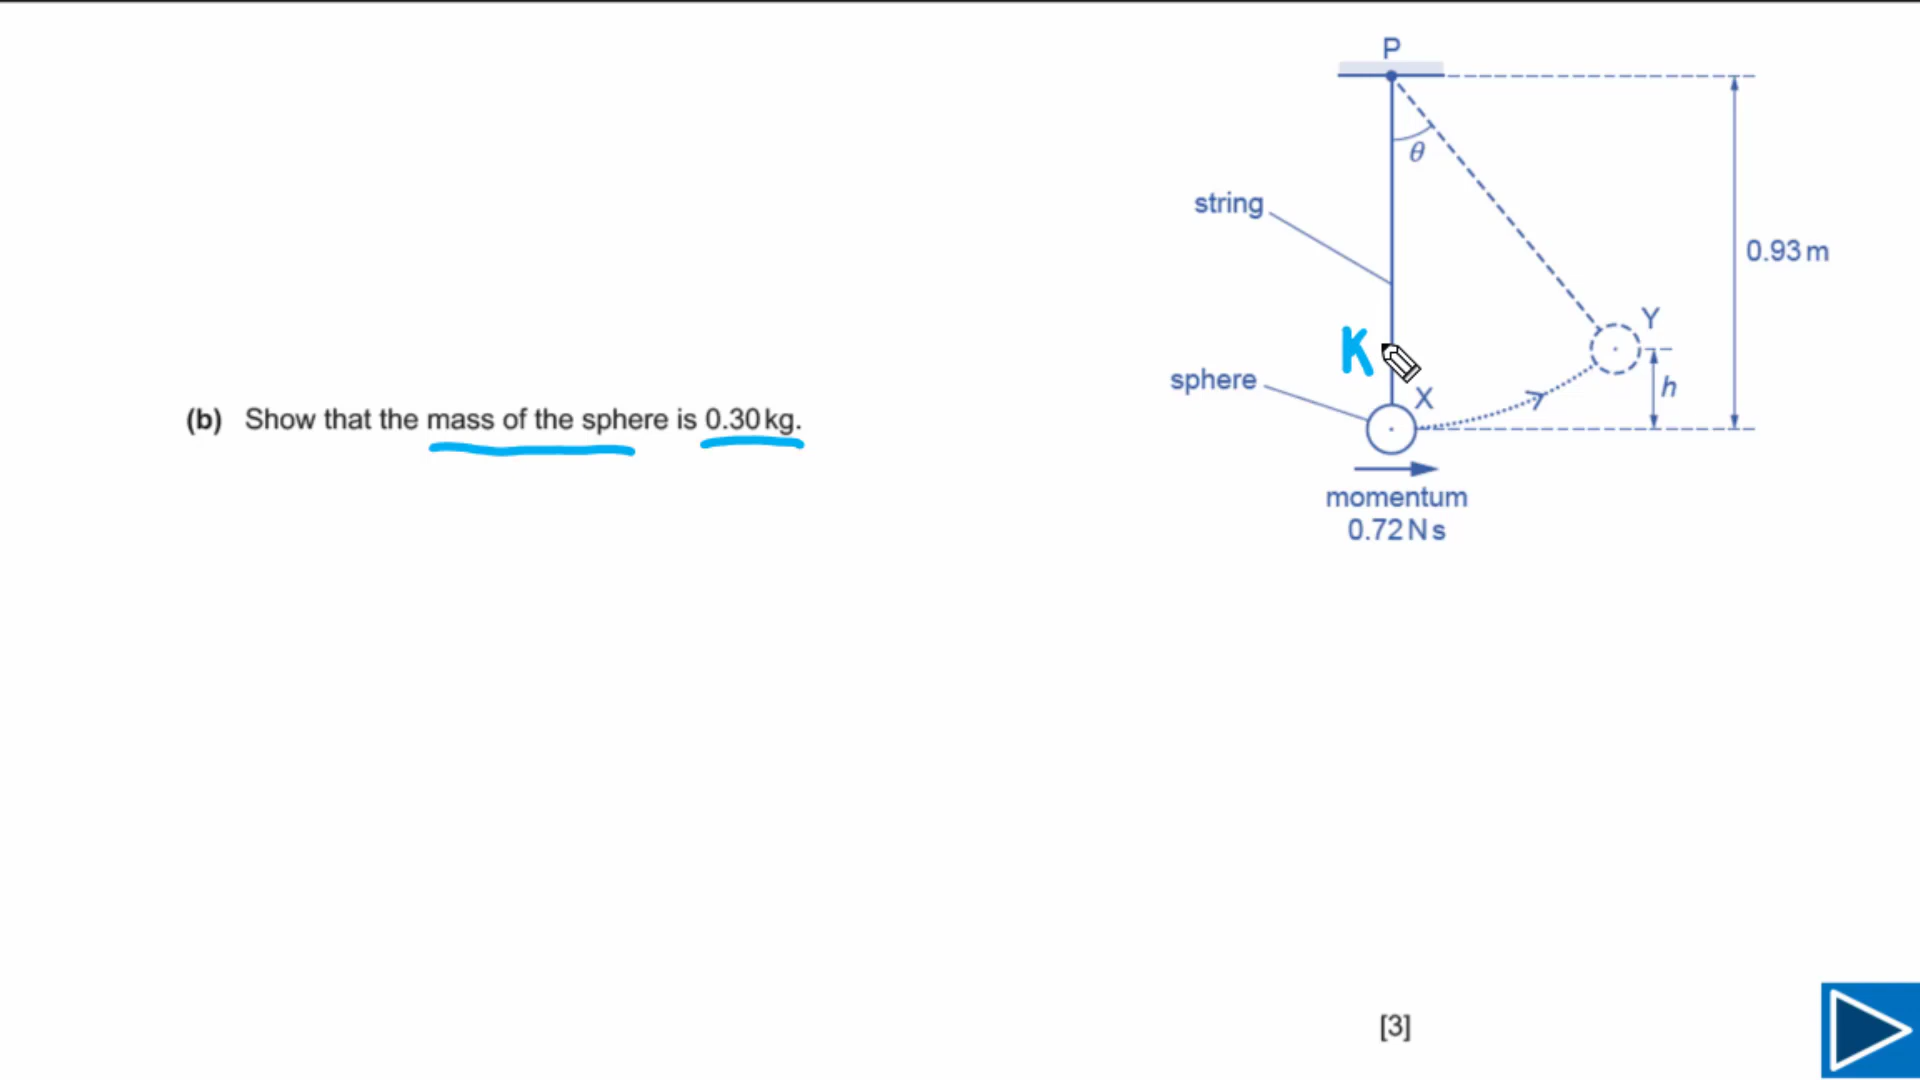 P
θ
string
0.93 m
Y
K
h
sphere
X
(b) Show that the mass of the sphere is 0.30 kg.
momentum
0.72 N s
[3]